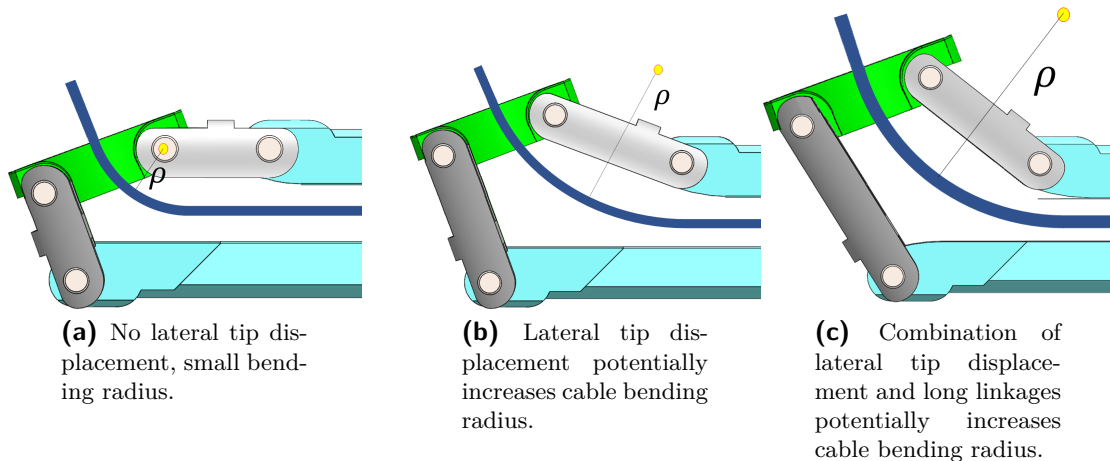 ρ
ρ
ρ
(a) No lateral tip dis-
placement, small bend-
ing radius.
(b) Lateral tip dis-
placement potentially
increases cable bending
radius.
(c) Combination of
lateral tip displace-
ment and long linkages
potentially increases
cable bending radius.